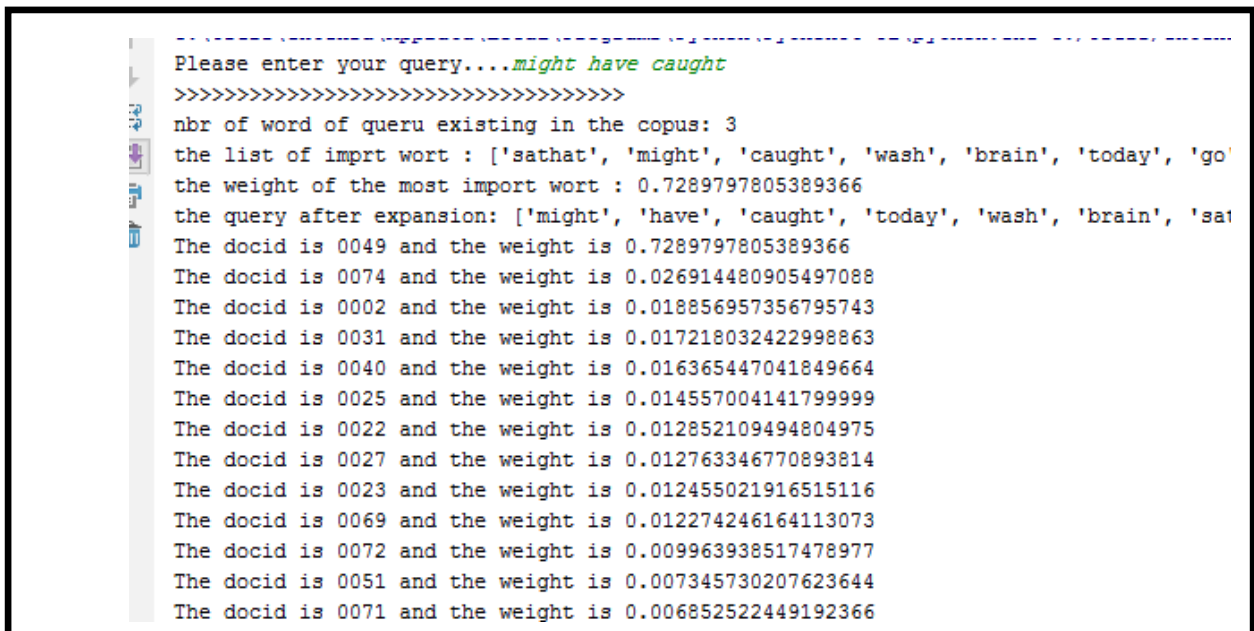 Please enter your query....might have caught
>>>>>>>>>>>>>>>>>>>>>>>>>>>>>>>>>>>>
nbr of word of queru existing in the copus: 3
the list of imprt wort : ['sathat', 'might', 'caught', 'wash', 'brain', 'today', 'go'
the weight of the most import wort : 0.7289797805389366
the query after expansion: ['might', 'have', 'caught', 'today', 'wash', 'brain', 'sat
The docid is 0049 and the weight is 0.7289797805389366
The docid is 0074 and the weight is 0.026914480905497088
The docid is 0002 and the weight is 0.018856957356795743
The docid is 0031 and the weight is 0.017218032422998863
The docid is 0040 and the weight is 0.016365447041849664
The docid is 0025 and the weight is 0.014557004141799999
The docid is 0022 and the weight is 0.012852109494804975
The docid is 0027 and the weight is 0.012763346770893814
The docid is 0023 and the weight is 0.012455021916515116
The docid is 0069 and the weight is 0.012274246164113073
The docid is 0072 and the weight is 0.009963938517478977
The docid is 0051 and the weight is 0.007345730207623644
The docid is 0071 and the weight is 0.006852522449192366